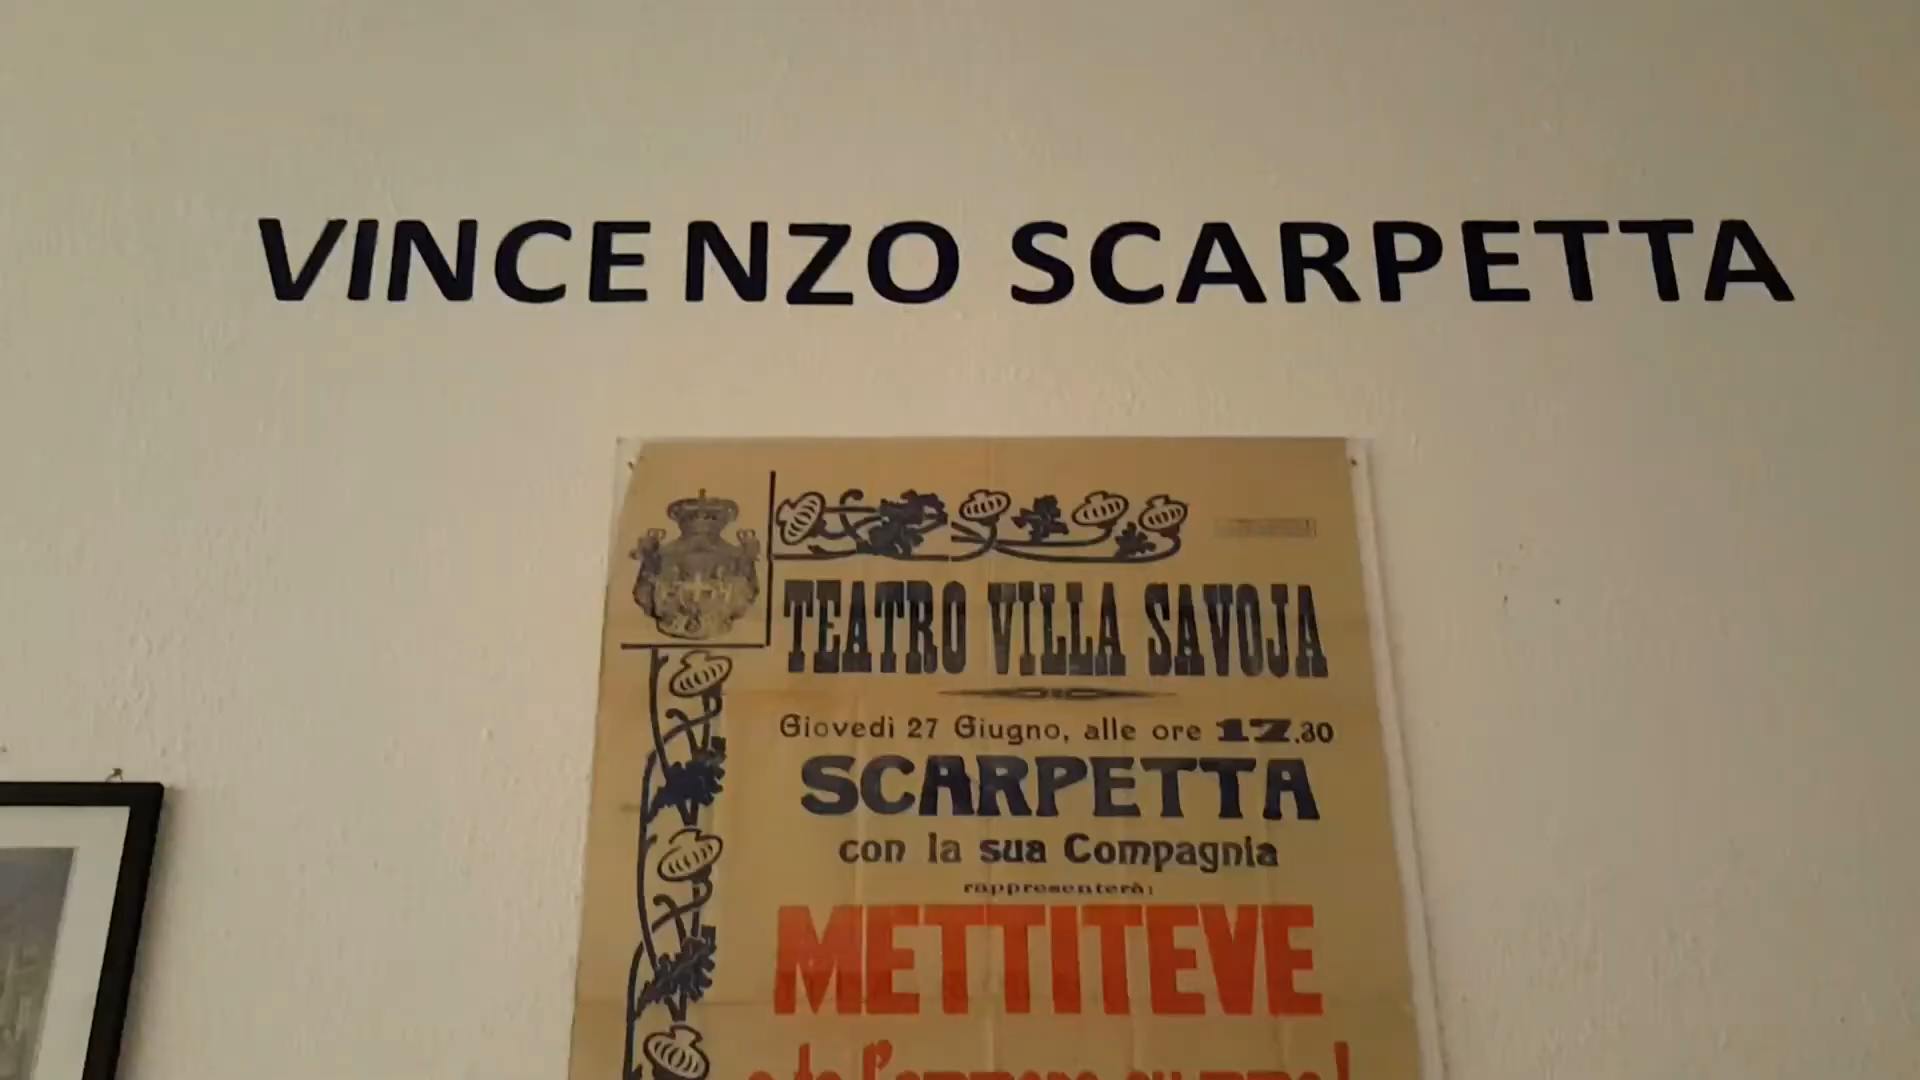 VINCENZO SCARPETTA
TEATRO VILLA SAVOJA
Giovedì 27 Giugno, alle ore 17.30
SCARPETTA
con la sua Compagnia
rappresenterà:
METTITEVE